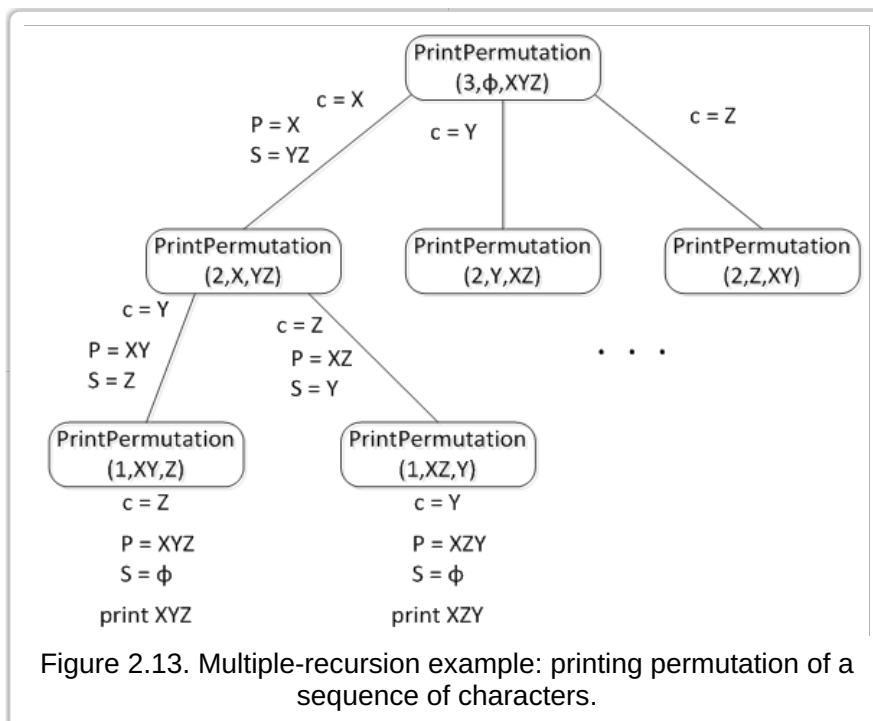 PrintPermutation
(3,ϕ,XYZ)
c = X
P = X
S = YZ
c = Y
c = Z
PrintPermutation
(2,X,YZ)
PrintPermutation
(2,Y,XZ)
PrintPermutation
(2,Z,XY)
c = Y
P = XY
S = Z
c = Z
P = XZ
S = Y
. . .
PrintPermutation
(1,XY,Z)
c = Z
P = XYZ
S = ϕ
print XYZ
PrintPermutation
(1,XZ,Y)
c = Y
P = XZY
S = ϕ
print XZY
Figure 2.13. Multiple-recursion example: printing permutation of a
sequence of characters.